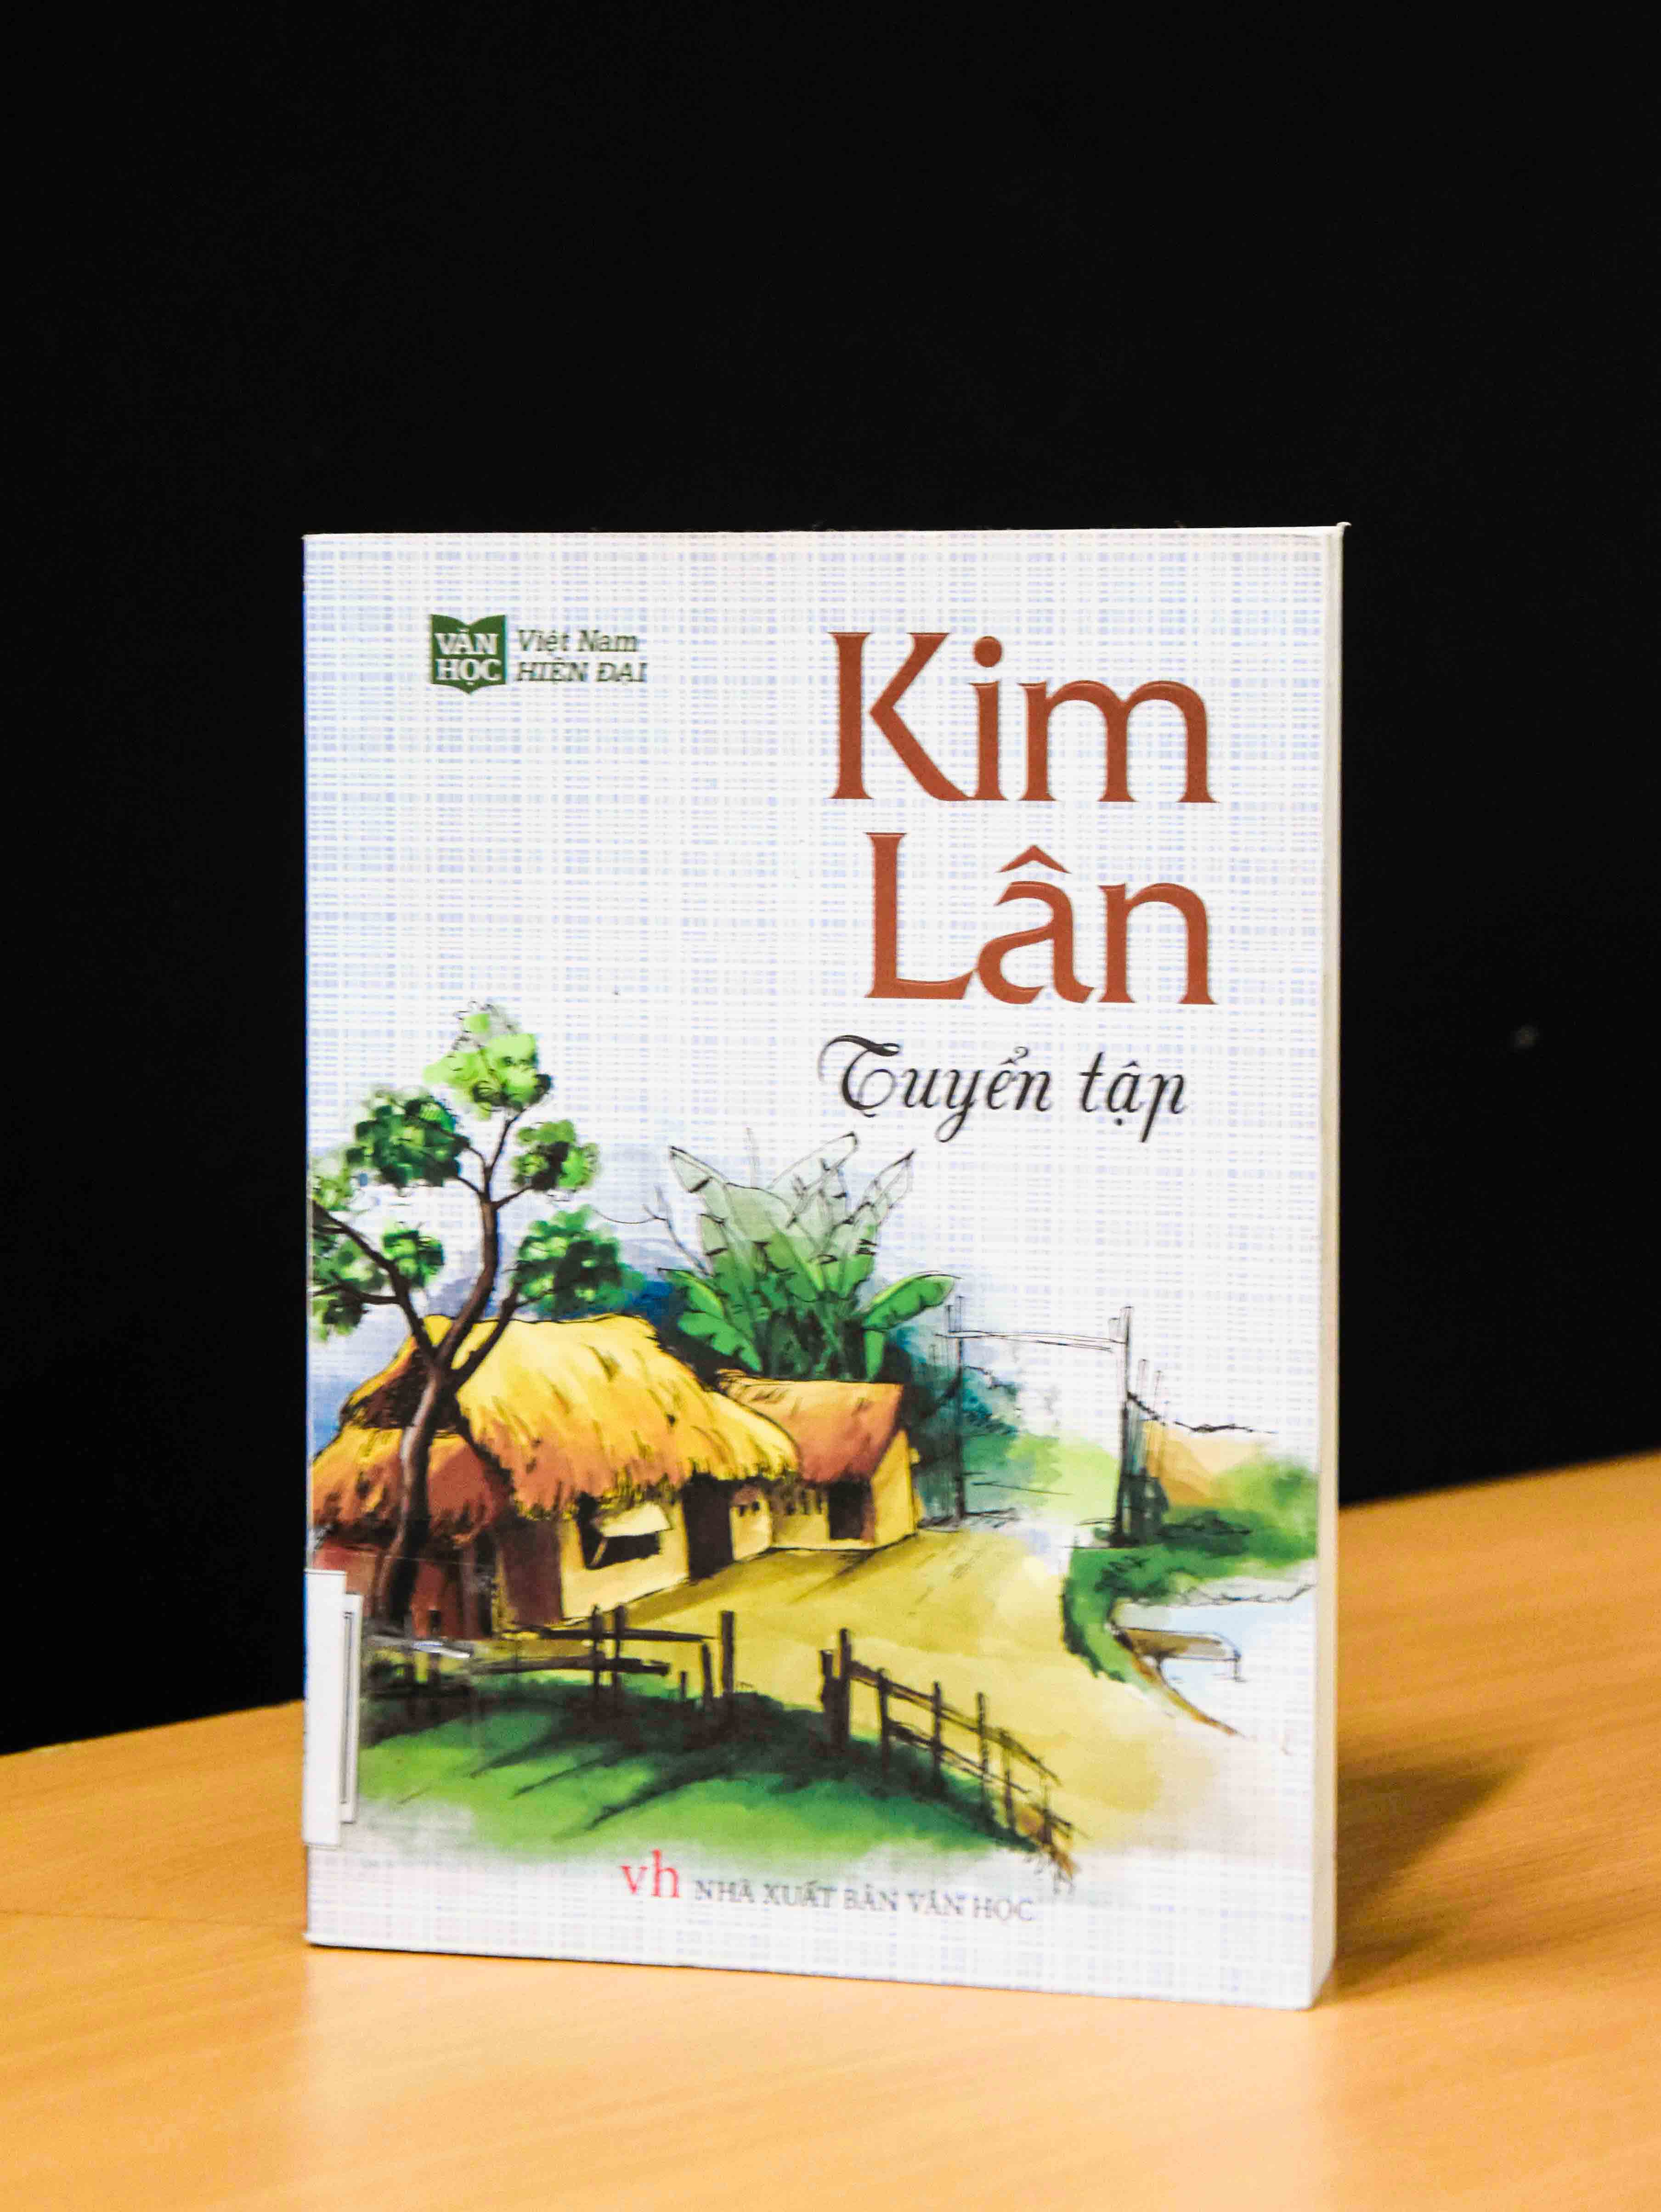 VĂN
HỌC
Việt Nam
HIỆN ĐẠI
Kim
Lân
Tuyển tập
vh NHÀ XUẤT BẢN VĂN HỌC